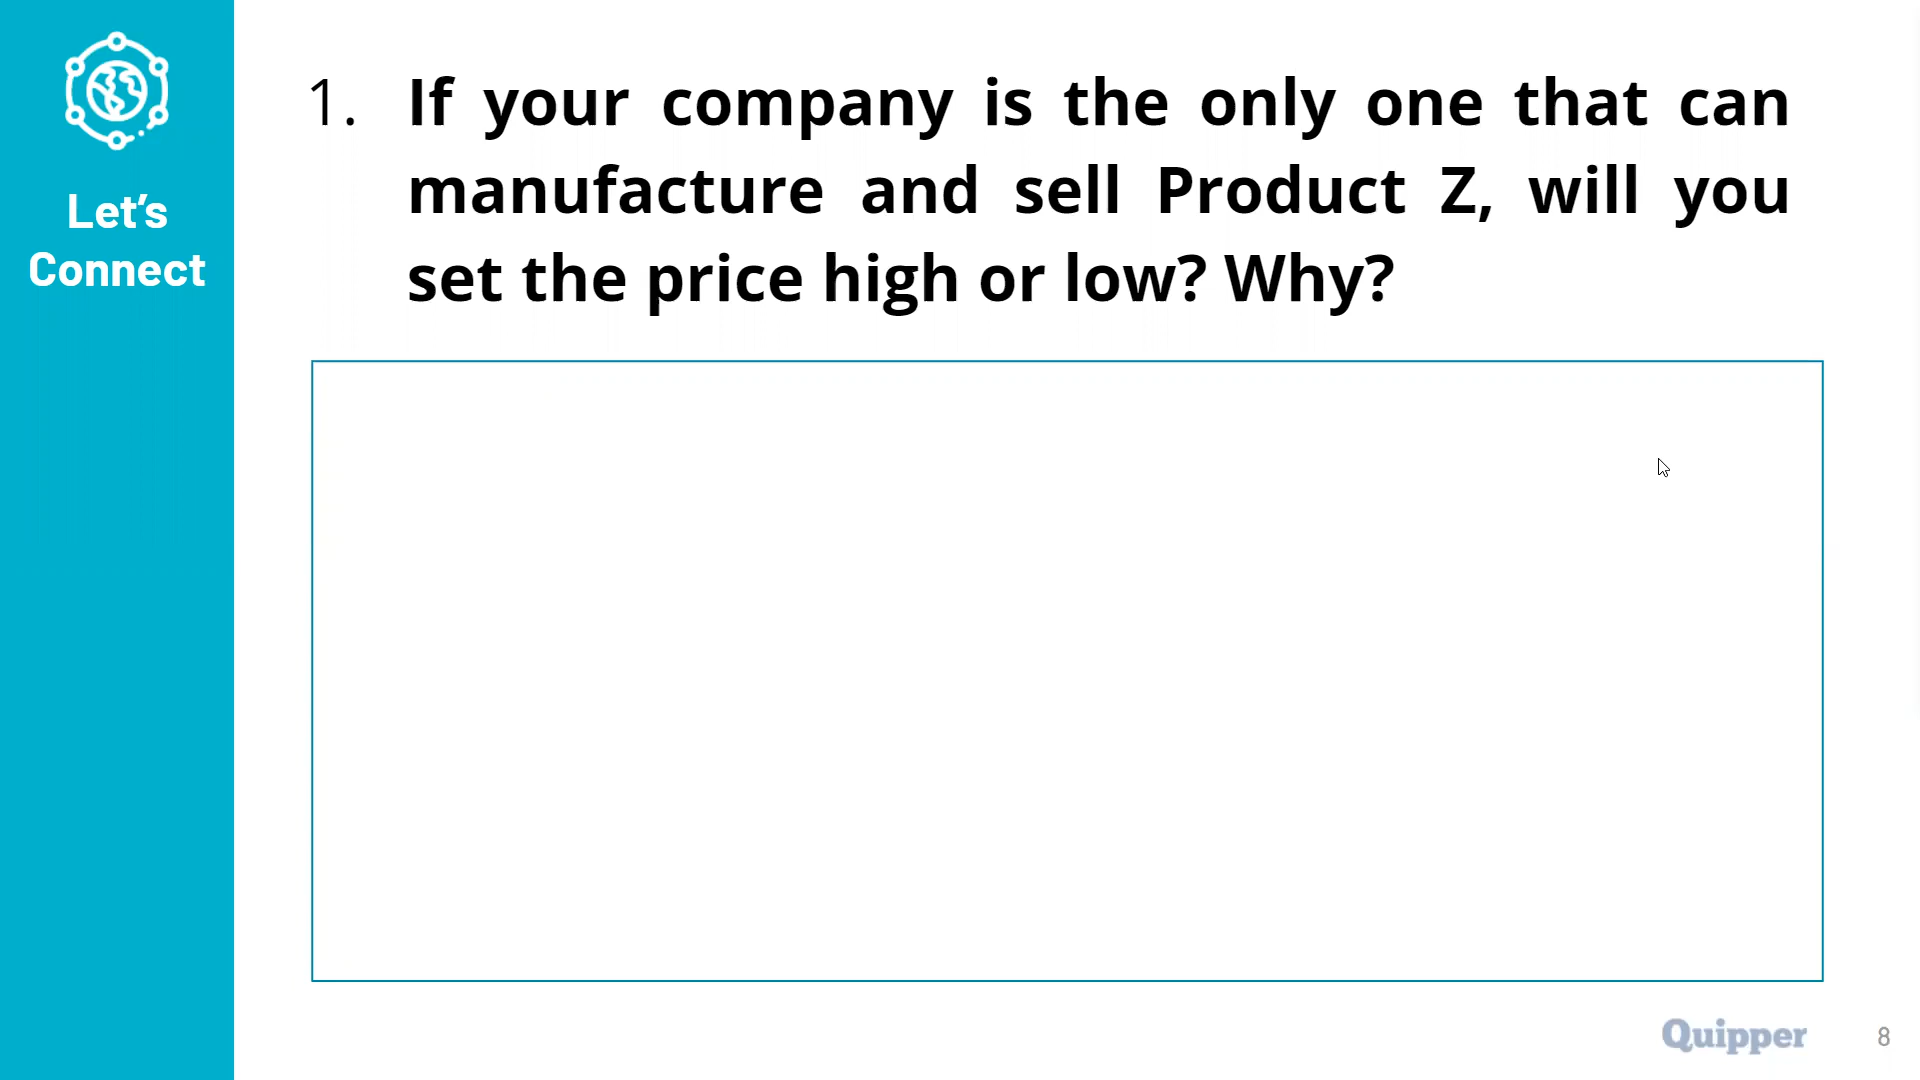 Let's
Connect
1. If your company is the only one that can
manufacture and sell Product Z, will you
set the price high or low? Why?
Quipper
8